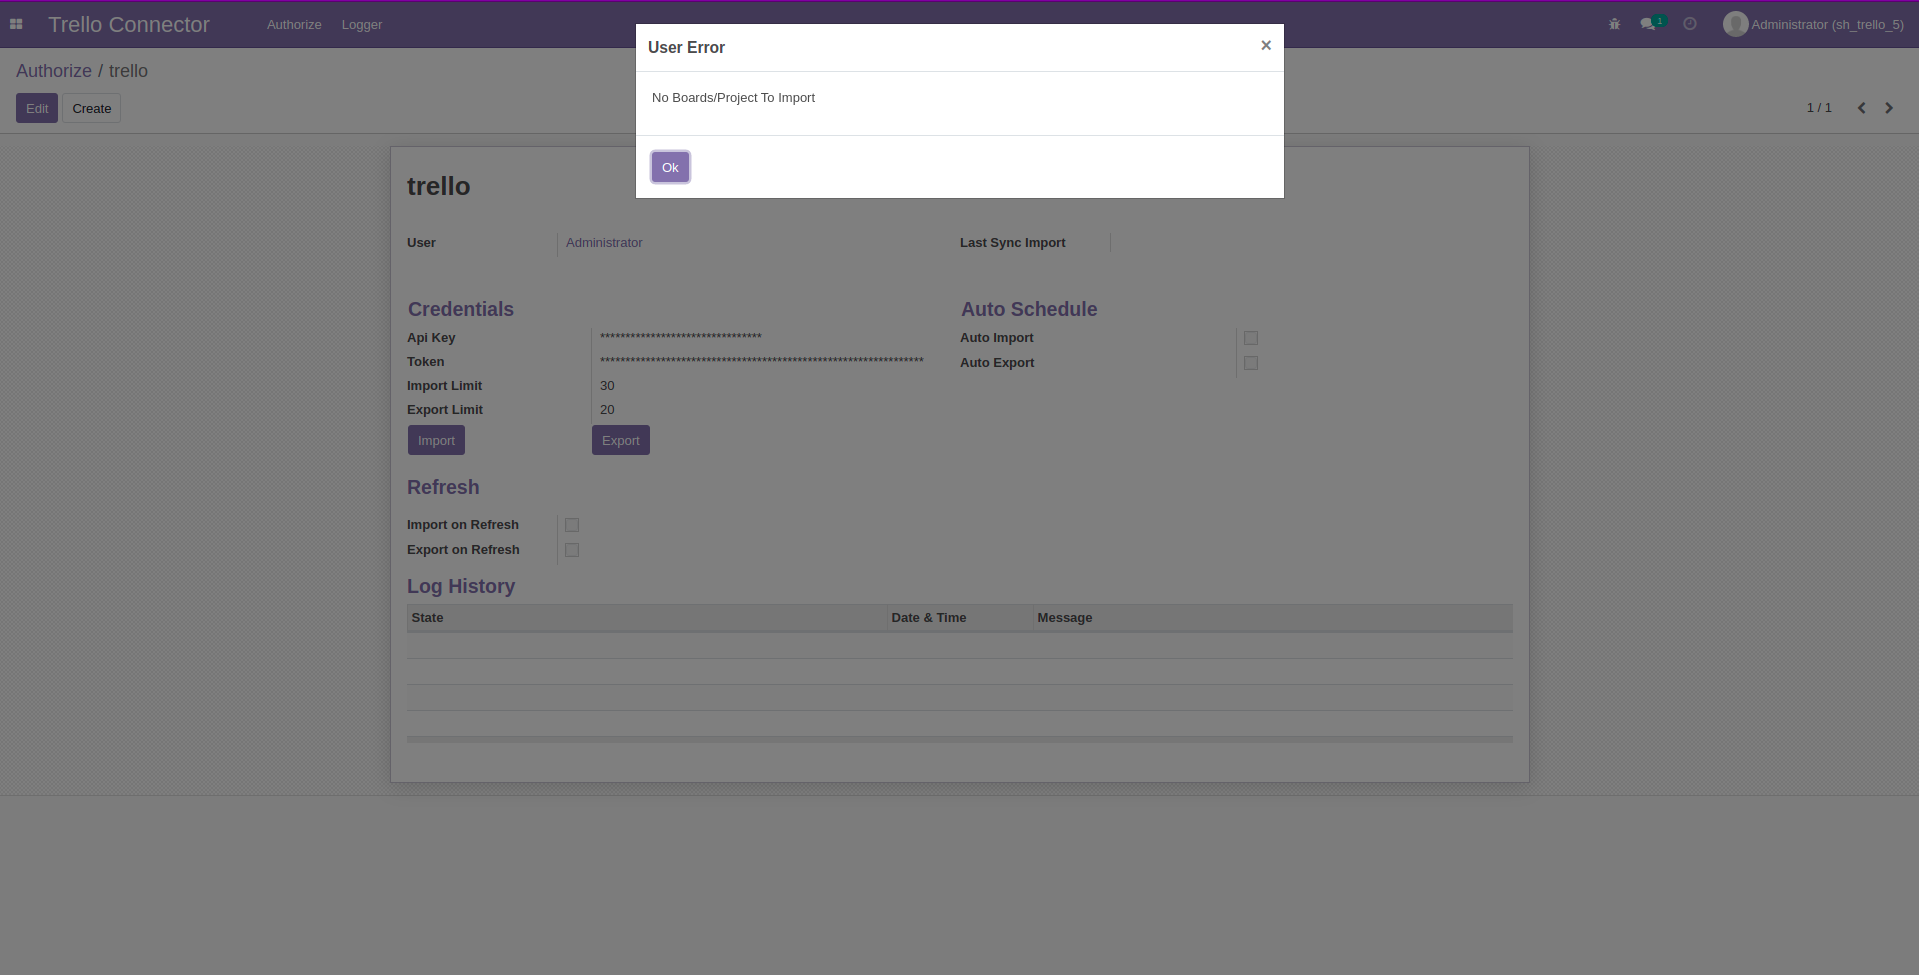 Trello Connector Authorize Logger 1 Administrator (sh_trello_5)
User Error ×
No Boards/Project To Import
Ok
Authorize / trello
Edit Create 1 / 1
trello
User Administrator Last Sync Import
Credentials Auto Schedule
Api Key ******************************** Auto Import
Token **************************************************************** Auto Export
Import Limit 30
Export Limit 20
Import Export
Refresh
Import on Refresh
Export on Refresh
Log History
State Date & Time Message